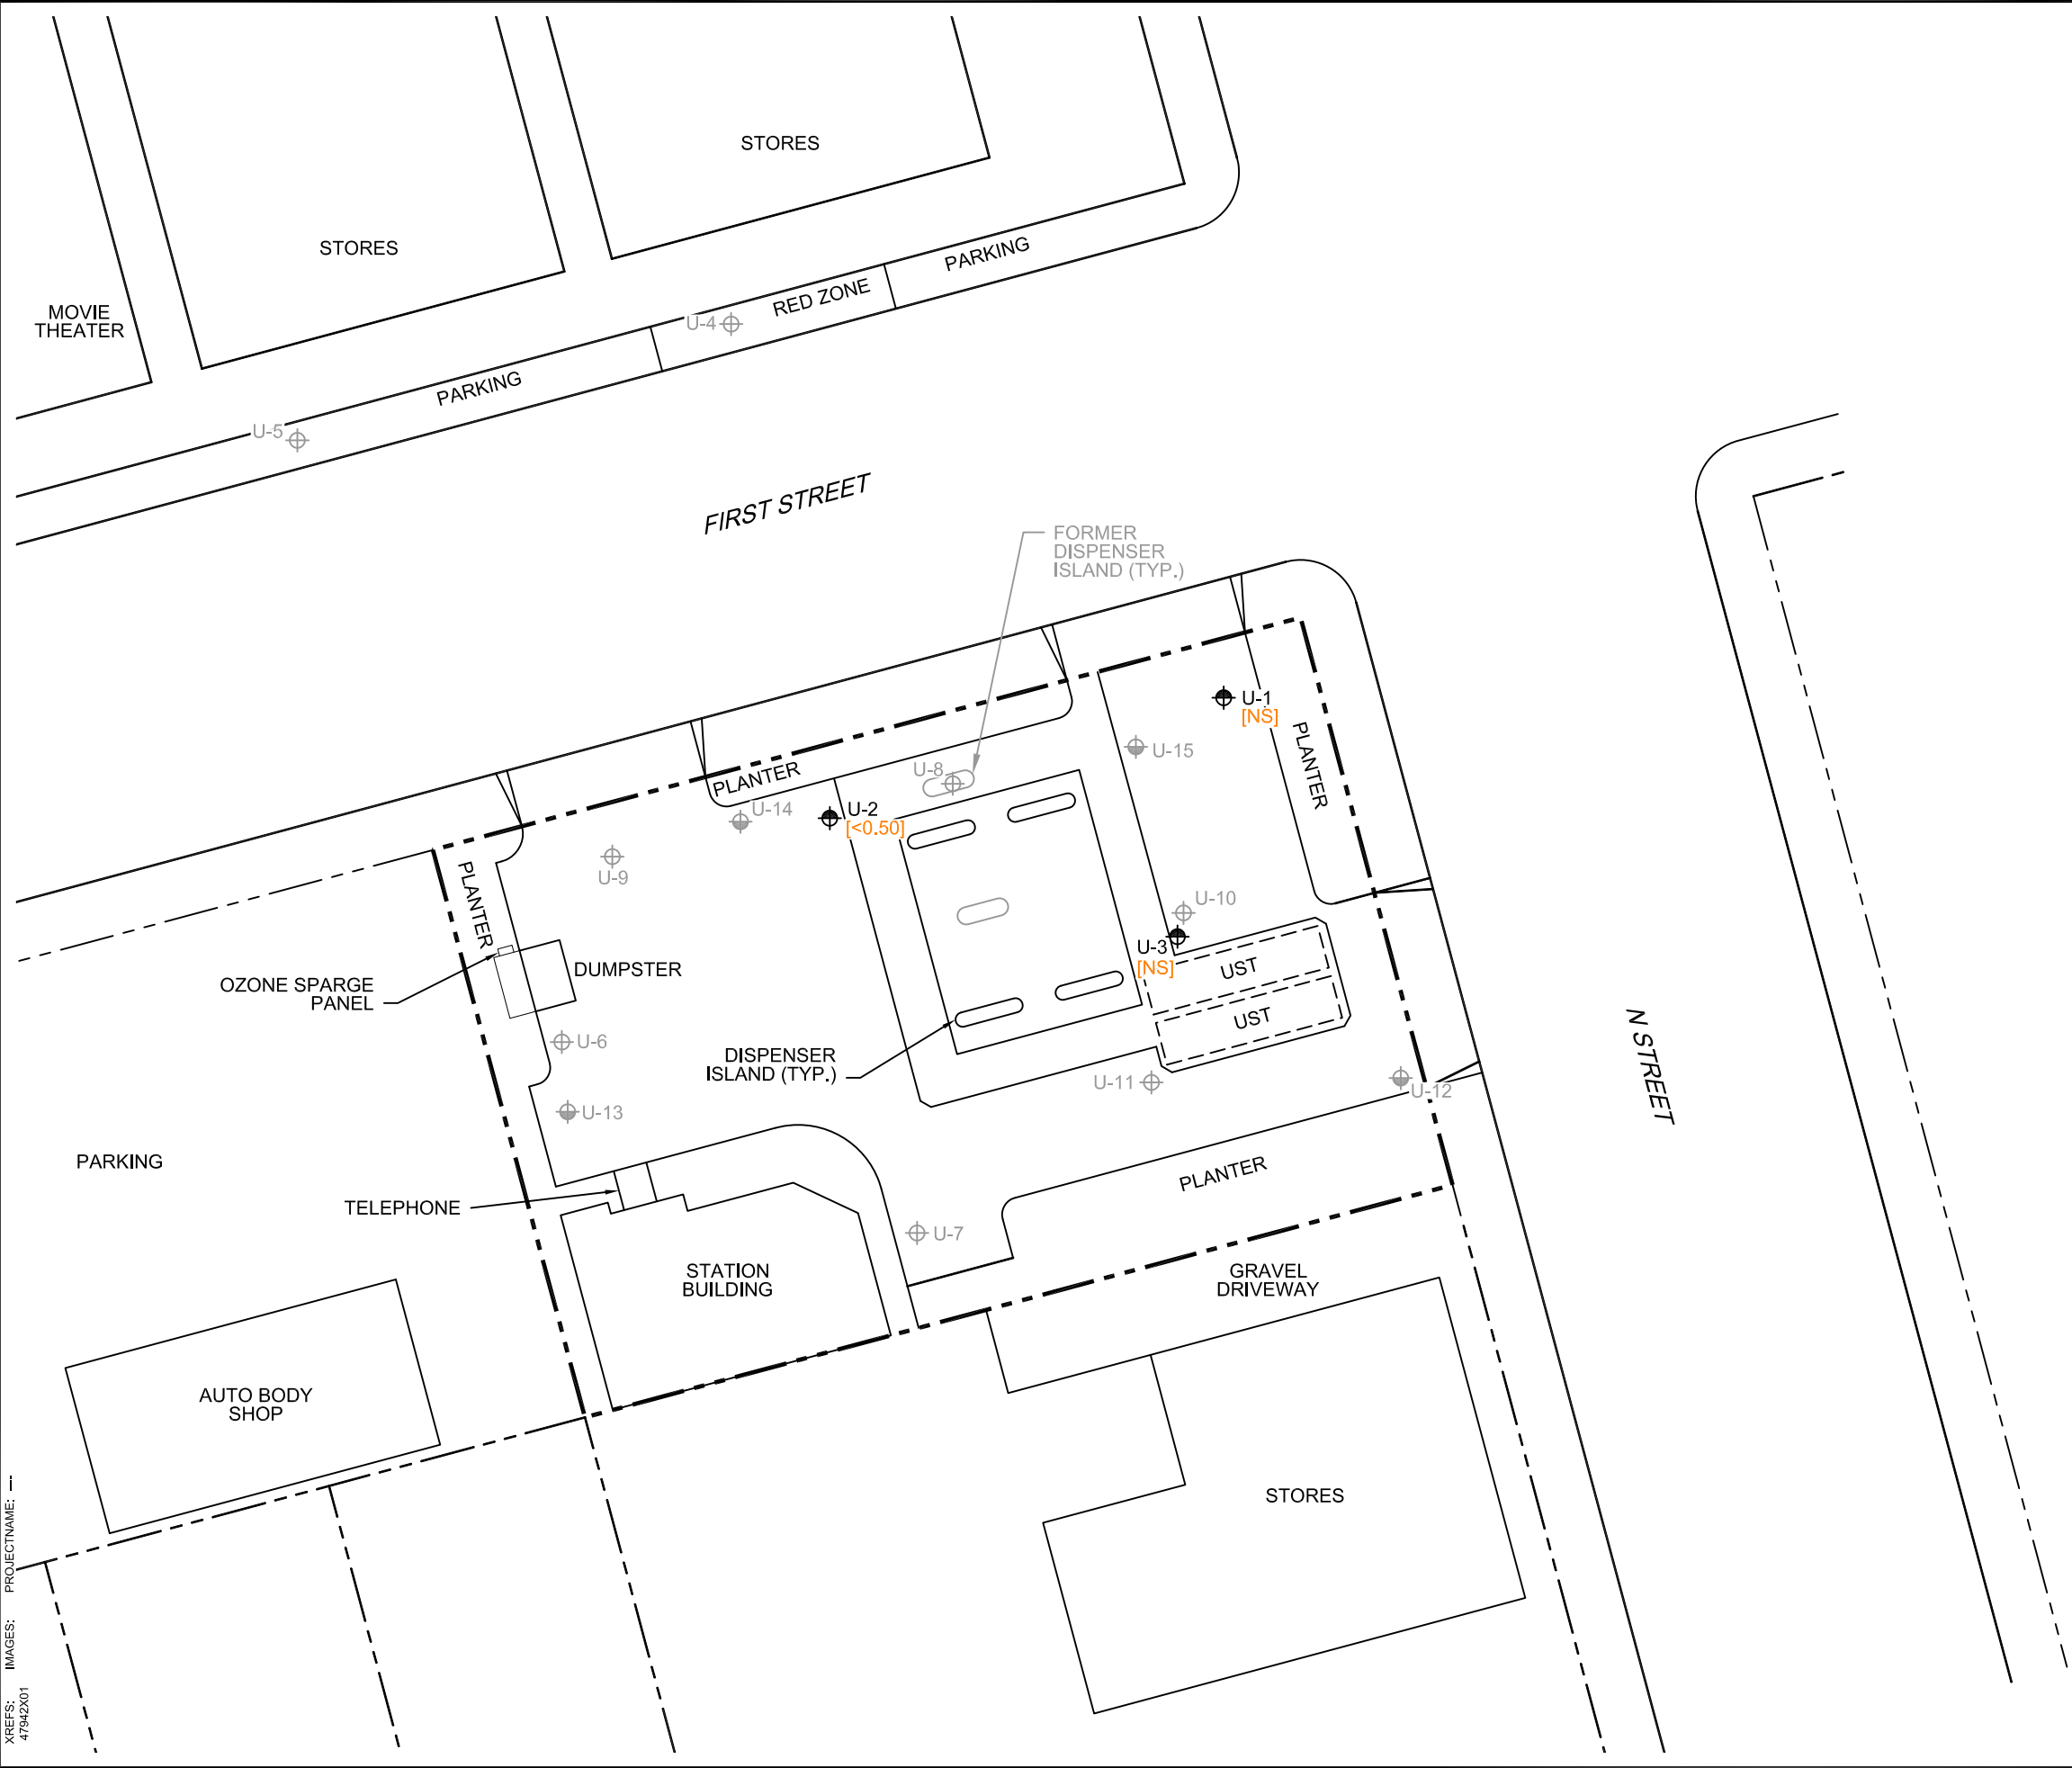 STORES
STORES
MOVIE
THEATER
PARKING
RED ZONE
U-4
PARKING
U-5
FIRST STREET
FORMER
DISPENSER
ISLAND (TYP.)
U-1
[NS]
PLANTER
U-15
U-8
PLANTER
U-14
U-2
[<0.50]
U-9
PLANTER
U-10
U-3
[NS]
UST
UST
DUMPSTER
OZONE SPARGE
PANEL
U-6
DISPENSER
ISLAND (TYP.)
U-11
U-12
N STREET
U-13
PARKING
PLANTER
TELEPHONE
U-7
STATION
BUILDING
GRAVEL
DRIVEWAY
AUTO BODY
SHOP
STORES
XREFS: IMAGES: PROJECTNAME: ---
47942X01